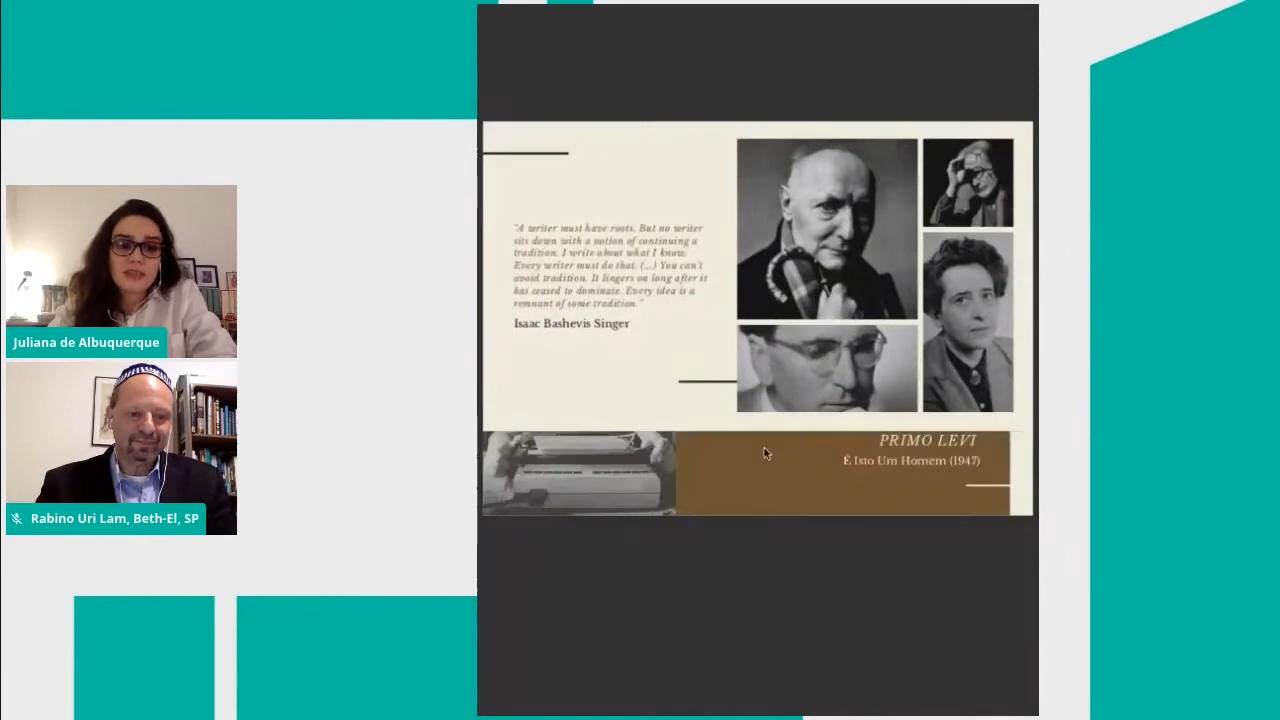 "A writer must have roots. But no writer
sits down with a notion of continuing a
tradition. I write about what I know.
Every writer must do that. (...) You can't
avoid tradition. It lingers on long after it
has ceased to dominate. Every idea is a
remnant of some tradition."
Isaac Bashevis Singer
PRIMO LEVI
É Isto Um Homem (1947)
Juliana de Albuquerque
Rabino Uri Lam, Beth-El, SP